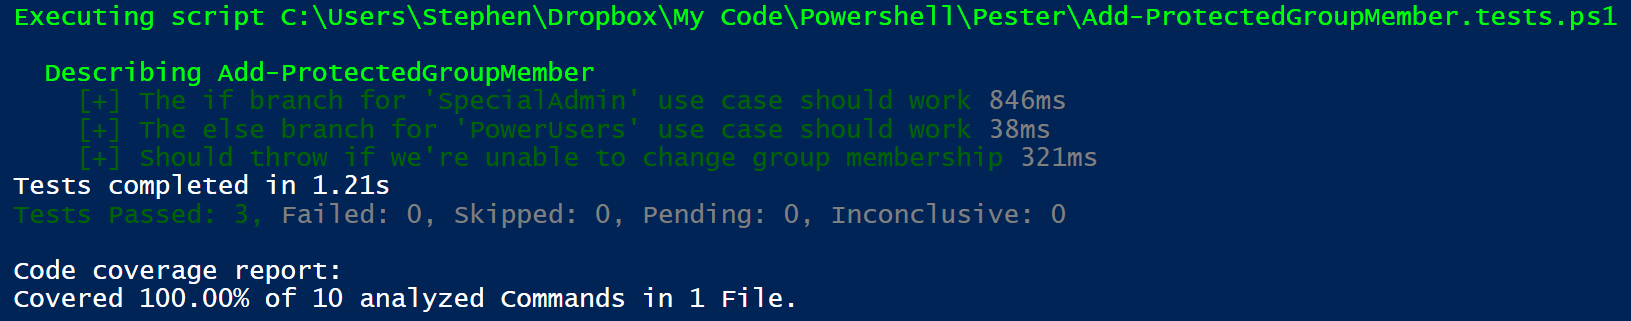 Executing script C:\Users\Stephen\Dropbox\My Code\Powershell\Pester\Add-ProtectedGroupMember.tests.ps1
Describing Add-ProtectedGroupMember
[+] The if branch for 'SpecialAdmin' use case should work 846ms
[+] The else branch for 'PowerUsers' use case should work 38ms
[+] Should throw if we're unable to change group membership 321ms
Tests completed in 1.21s
Tests Passed: 3, Failed: 0, Skipped: 0, Pending: 0, Inconclusive: 0
Code coverage report:
Covered 100.00% of 10 analyzed Commands in 1 File.